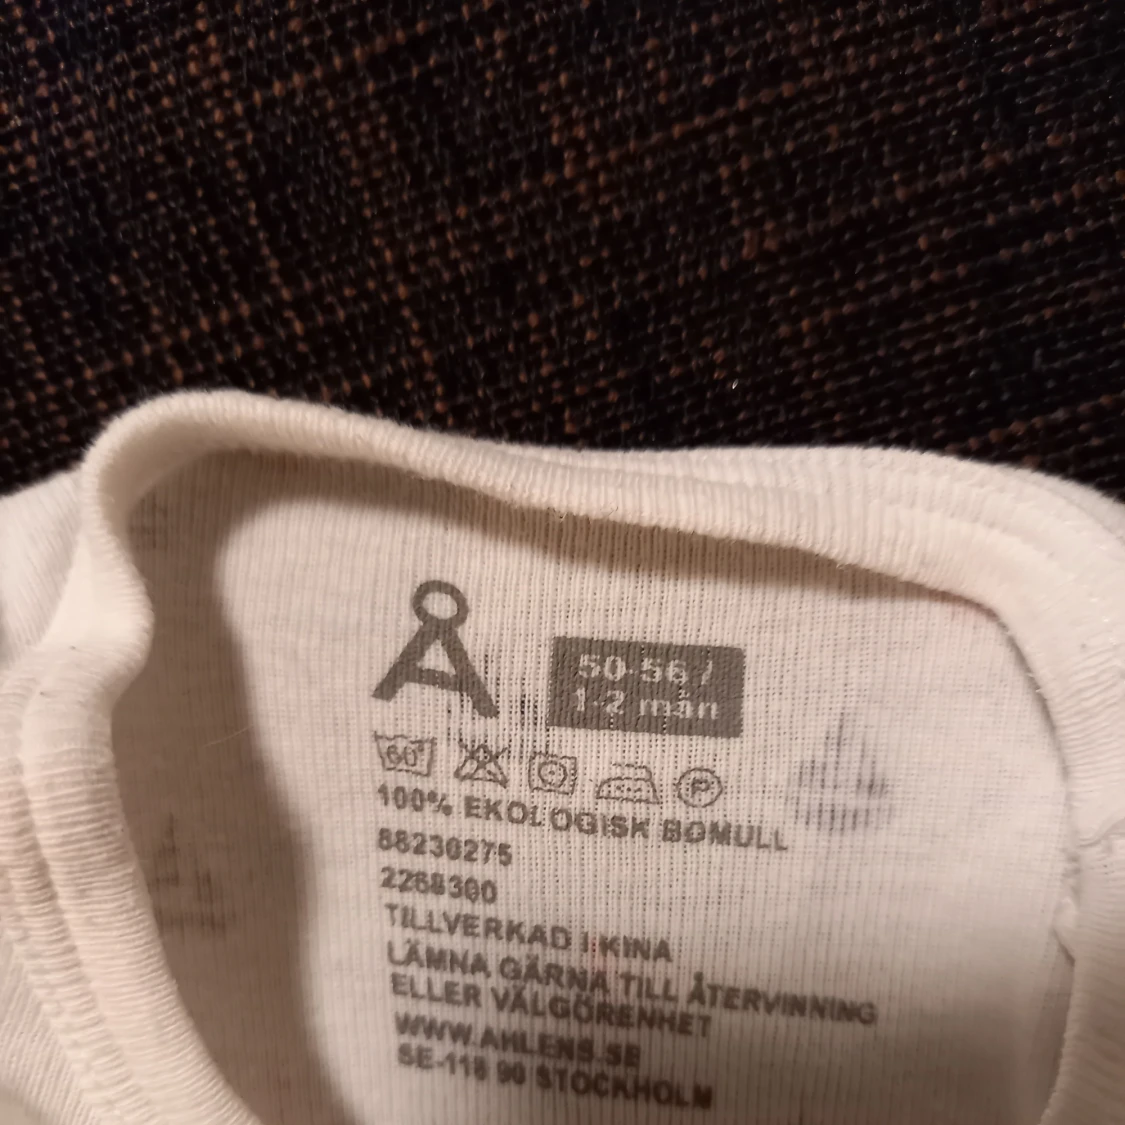 Å
50-56 /
1-2 mån
60°
P
100% EKOLOGISK BOMULL
88230275
2268300
TILLVERKAD I KINA
LÄMNA GÄRNA TILL ÅTERVINNING
ELLER VÄLGÖRENHET
WWW.AHLENS.SE
SE-118 90 STOCKHOLM